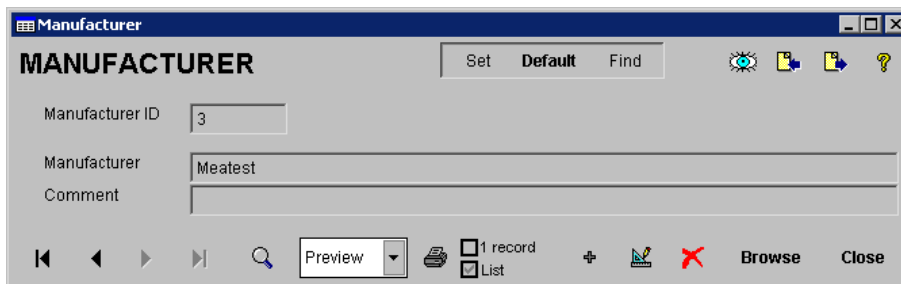 Manufacturer
MANUFACTURER
Set Default Find
Manufacturer ID 3
Manufacturer Meatest
Comment
Preview 1 record
List
Browse Close